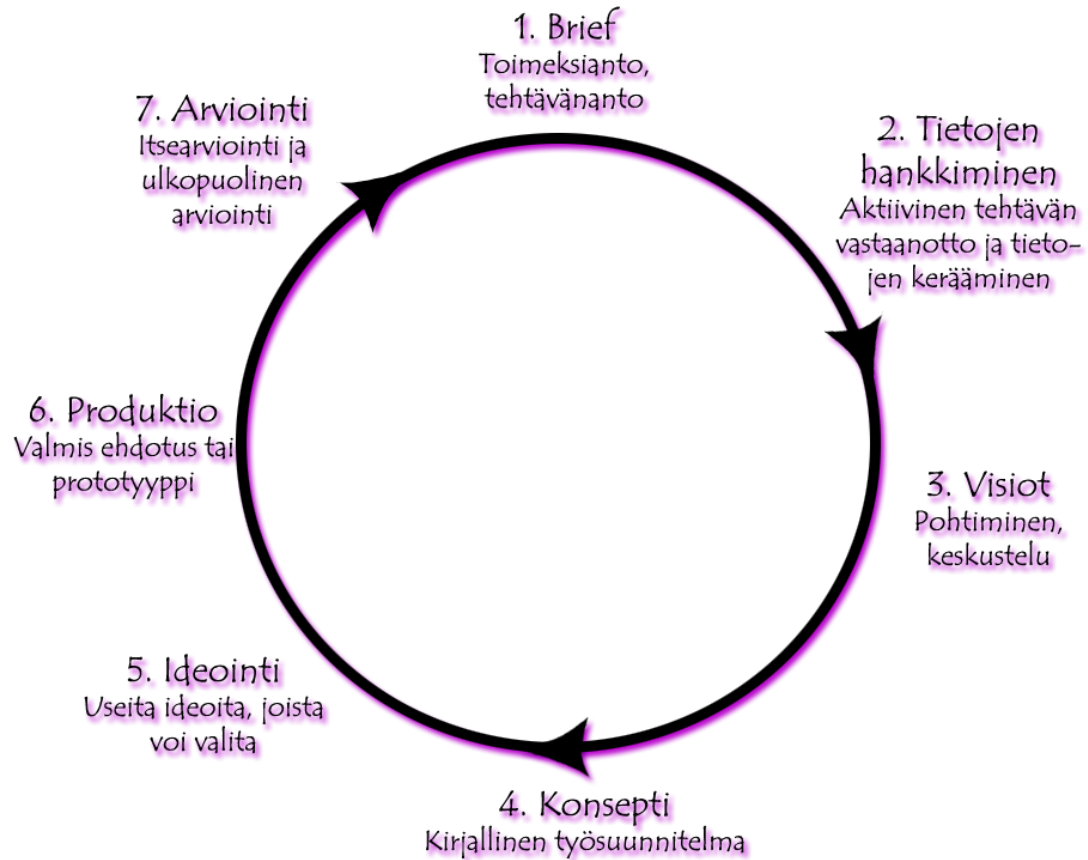 1. Brief
Toimeksianto,
tehtävänanto
2. Tietojen
hankkiminen
Aktiivinen tehtävän
vastaanotto ja tieto-
jen kerääminen
3. Visiot
Pohtiminen,
keskustelu
4. Konsepti
Kirjallinen työsuunnitelma
5. Ideointi
Useita ideoita, joista
voi valita
6. Produktio
Valmis ehdotus tai
prototyyppi
7. Arviointi
Itsearviointi ja
ulkopuolinen
arviointi